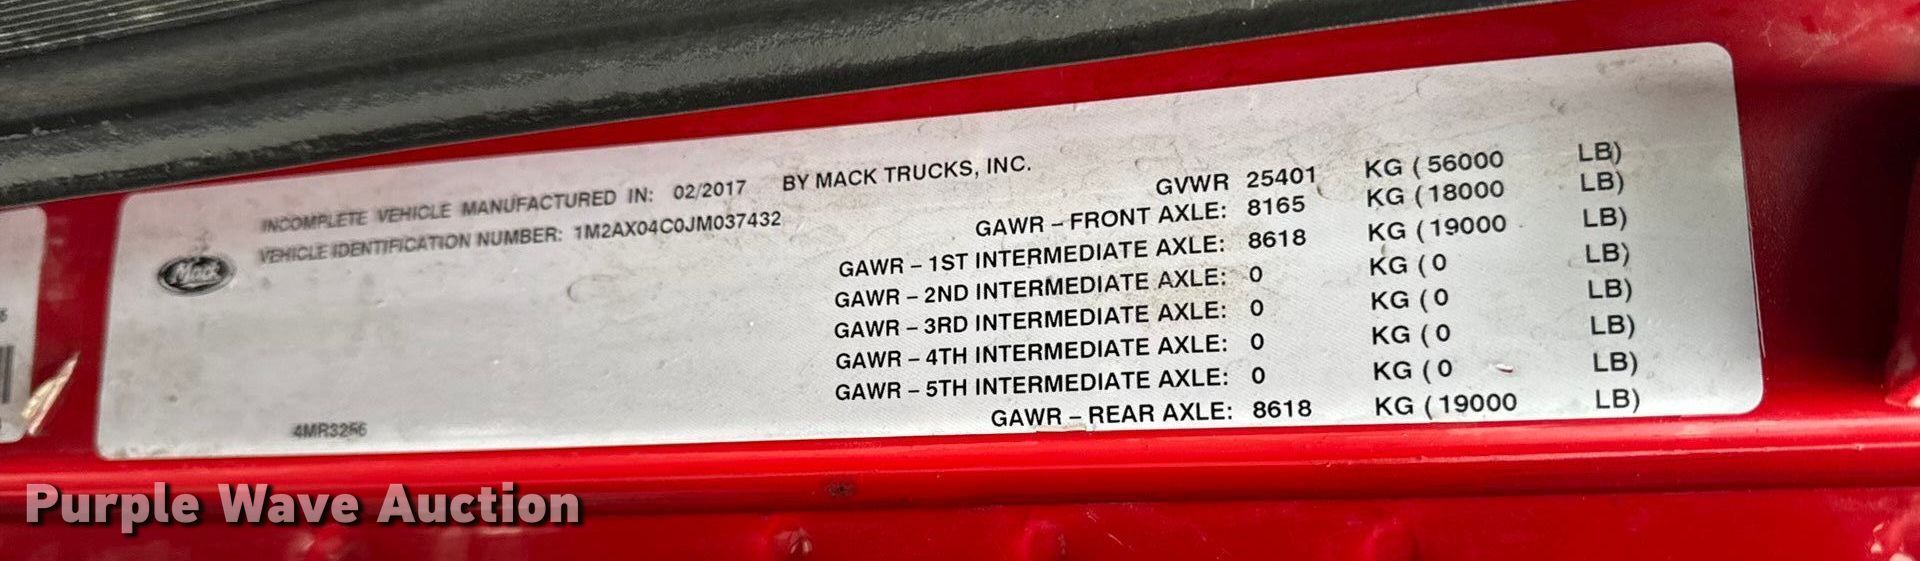 INCOMPLETE VEHICLE MANUFACTURED IN: 02/2017 BY MACK TRUCKS, INC.
VEHICLE IDENTIFICATION NUMBER: 1M2AX04C0JM037432
Mack
GVWR 25401 KG (56000 LB)
GAWR – FRONT AXLE: 8165 KG (18000 LB)
GAWR – 1ST INTERMEDIATE AXLE: 8618 KG (19000 LB)
GAWR – 2ND INTERMEDIATE AXLE: 0 KG (0 LB)
GAWR – 3RD INTERMEDIATE AXLE: 0 KG (0 LB)
GAWR – 4TH INTERMEDIATE AXLE: 0 KG (0 LB)
GAWR – 5TH INTERMEDIATE AXLE: 0 KG (0 LB)
GAWR – REAR AXLE: 8618 KG (19000 LB)
4MR3256
Purple Wave Auction